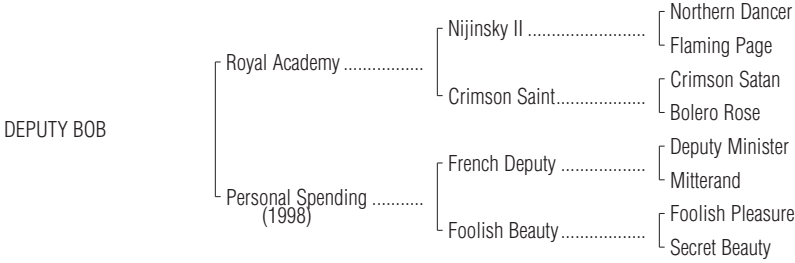 Northern Dancer
Nijinsky II .........................
Flaming Page
Royal Academy .................
Crimson Satan
Crimson Saint...................
Bolero Rose
DEPUTY BOB
Deputy Minister
French Deputy ..................
Mitterand
Personal Spending ...........
(1998)
Foolish Pleasure
Foolish Beauty..................
Secret Beauty